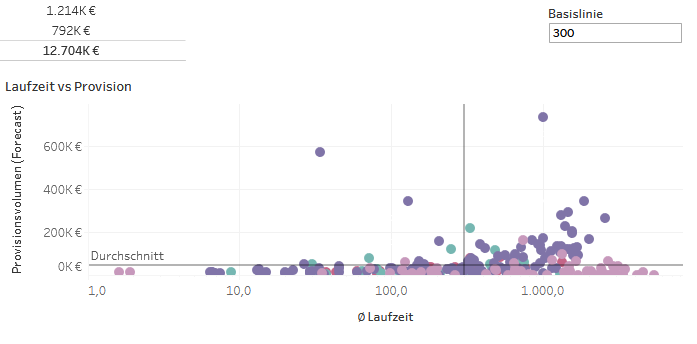 1.214K €
792K €
12.704K €
Basislinie
300
Laufzeit vs Provision
Provisionsvolumen (Forecast)
600K €
400K €
200K €
Durchschnitt
0K €
1,0
10,0
100,0
1.000,0
Ø Laufzeit